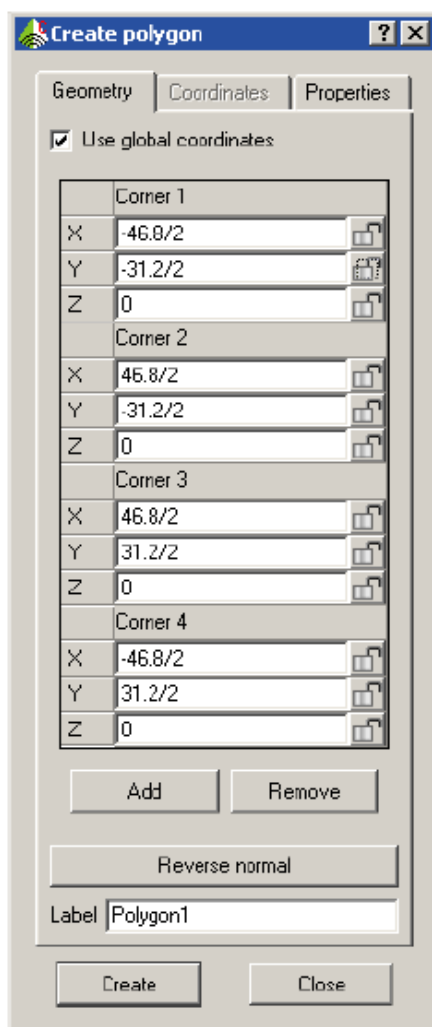 Create polygon
Geometry Coordinates Properties
Use global coordinates
Corner 1
X -46.8/2
Y -31.2/2
Z 0
Corner 2
X 46.8/2
Y -31.2/2
Z 0
Corner 3
X 46.8/2
Y 31.2/2
Z 0
Corner 4
X -46.8/2
Y 31.2/2
Z 0
Add Remove
Reverse normal
Label Polygon1
Create Close